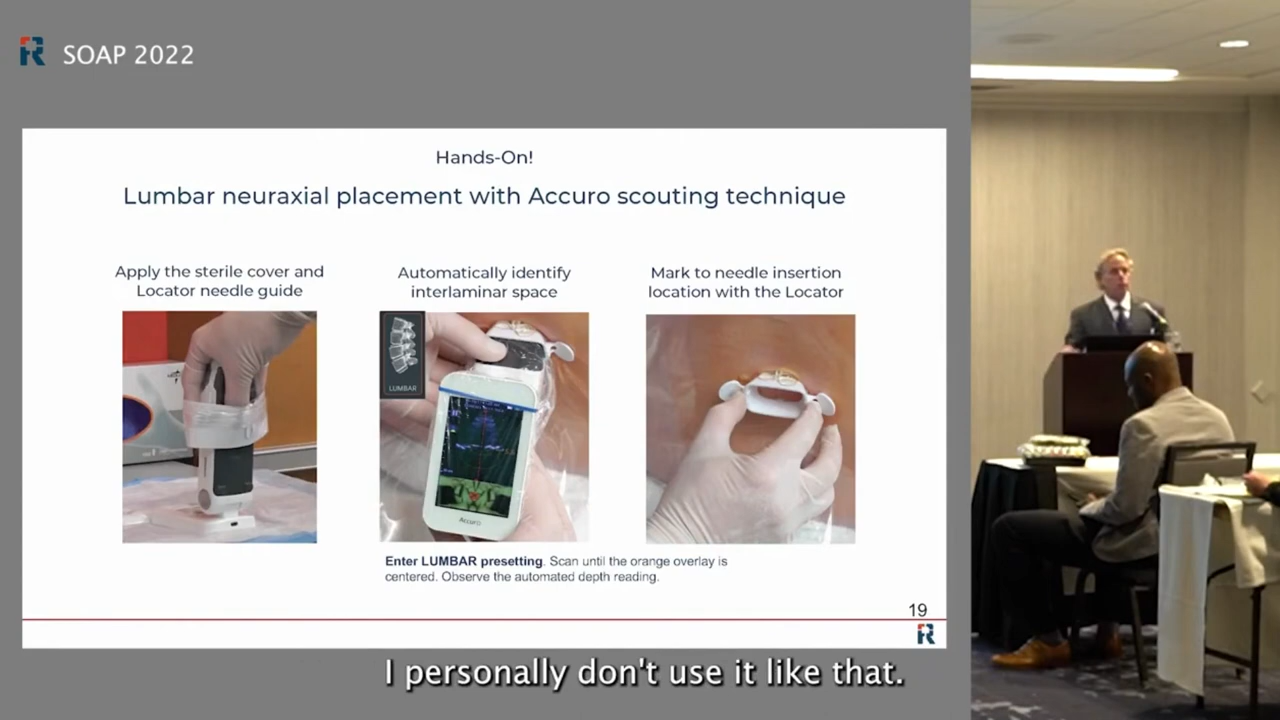 SOAP 2022
Hands-On!
Lumbar neuraxial placement with Accuro scouting technique
Apply the sterile cover and
Locator needle guide
Automatically identify
interlaminar space
Mark to needle insertion
location with the Locator
LUMBAR
Accuro
Enter LUMBAR presetting. Scan until the orange overlay is
centered. Observe the automated depth reading.
19
I personally don't use it like that.